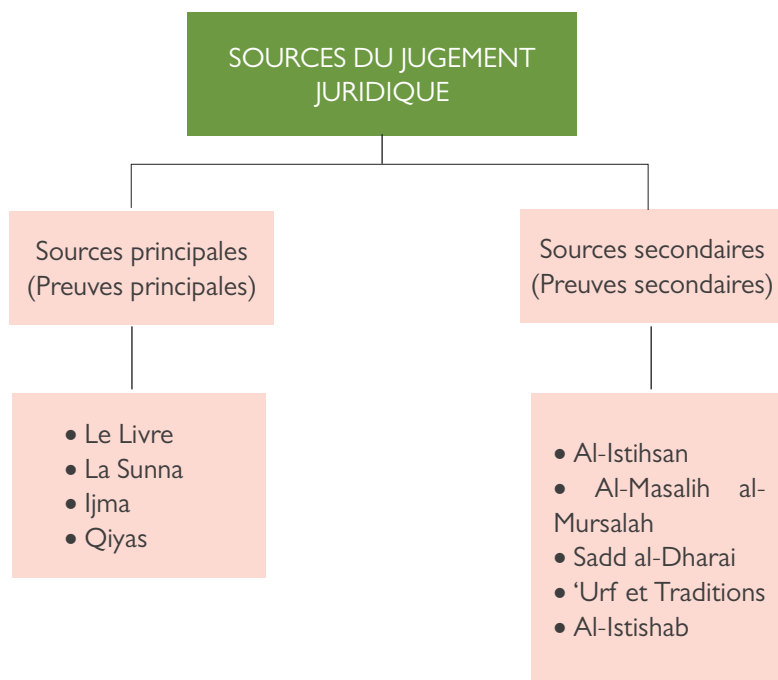 SOURCES DU JUGEMENT
JURIDIQUE
Sources principales
(Preuves principales)
Sources secondaires
(Preuves secondaires)
• Le Livre
• La Sunna
• Ijma
• Qiyas
• Al-Istihsan
• Al-Masalih al-
Mursalah
• Sadd al-Dharai
• ‘Urf et Traditions
• Al-Istishab